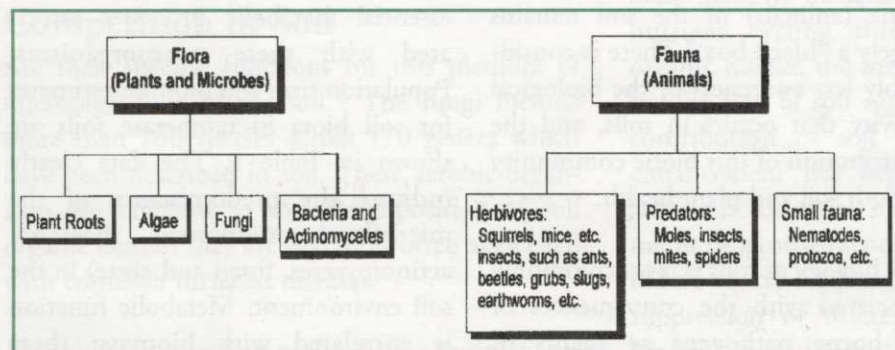 Flora
(Plants and Microbes)
Plant Roots
Algae
Fungi
Bacteria and
Actinomycetes
Fauna
(Animals)
Herbivores:
Squirrels, mice, etc.
insects, such as ants,
beetles, grubs, slugs,
earthworms, etc.
Predators:
Moles, insects,
mites, spiders
Small fauna:
Nematodes,
protozoa, etc.